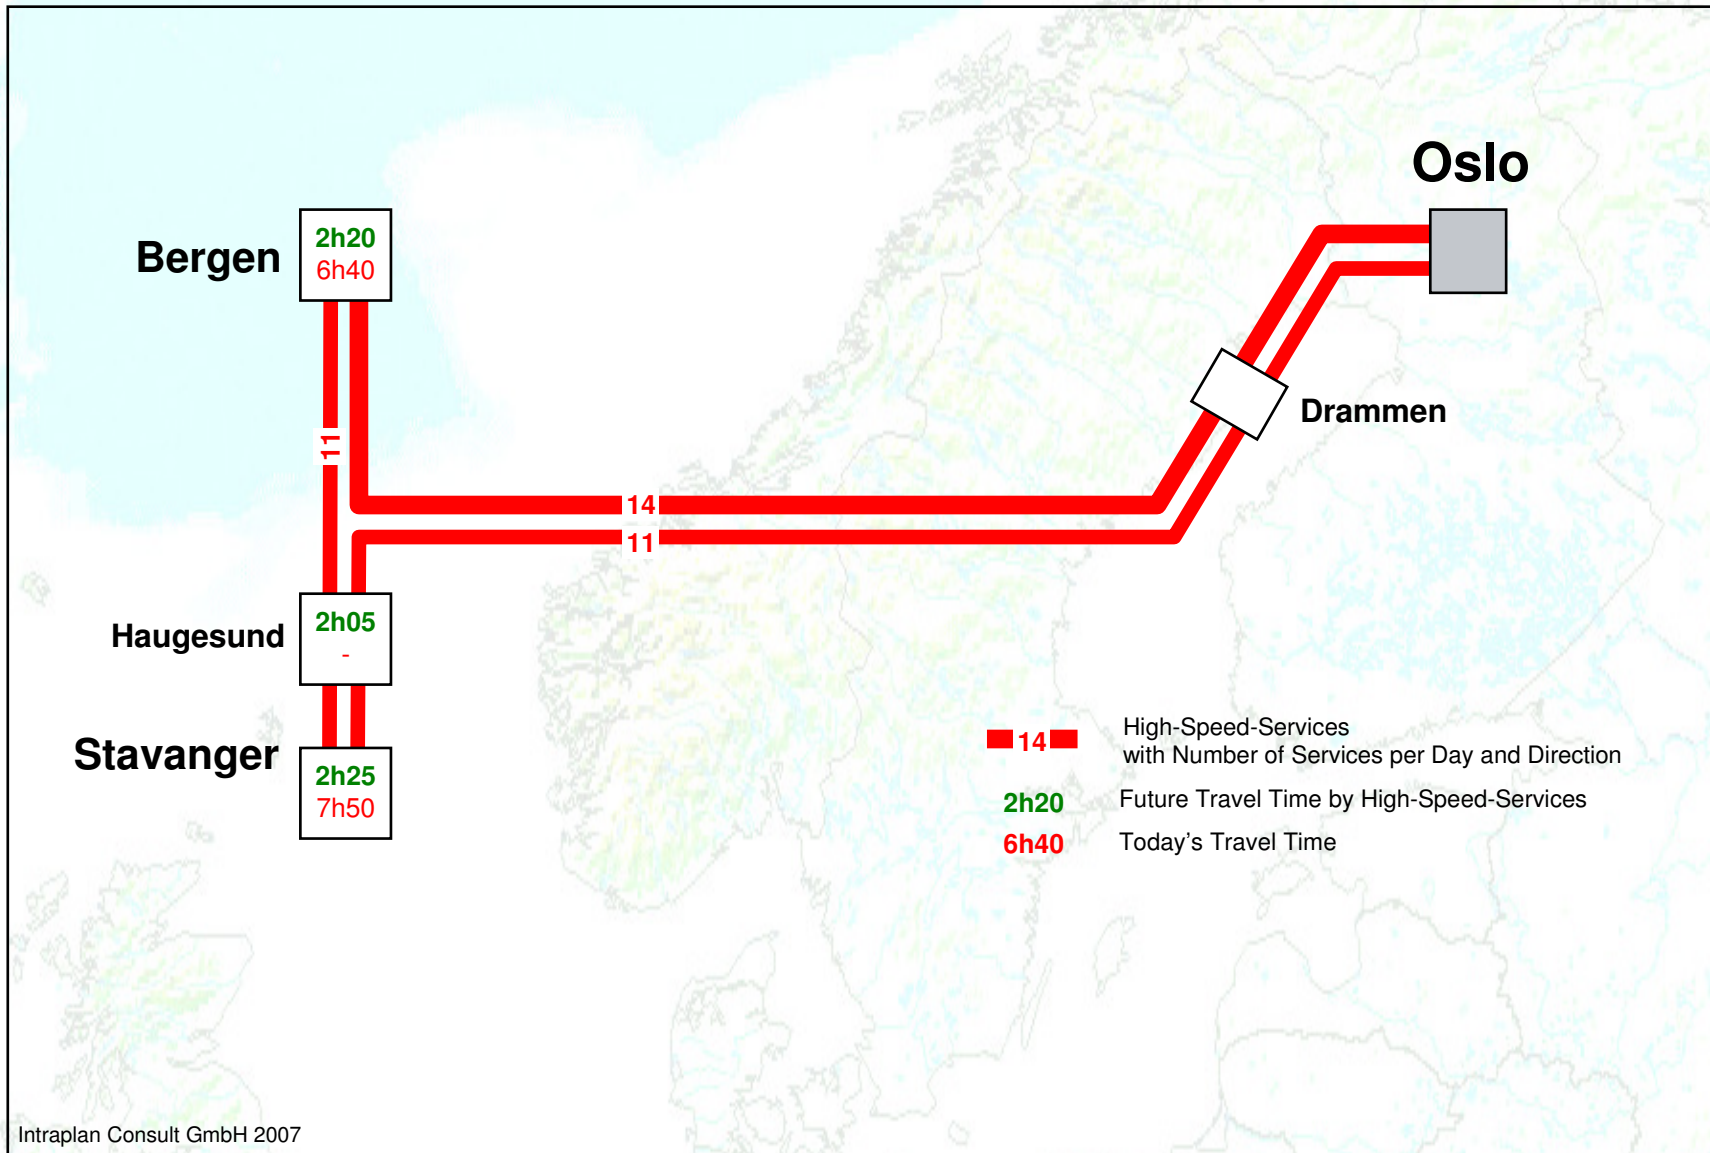 Oslo
Bergen
2h20
6h40
11
Drammen
14
11
Haugesund
2h05
-
Stavanger
2h25
7h50
14
High-Speed-Services
with Number of Services per Day and Direction
2h20
Future Travel Time by High-Speed-Services
6h40
Today's Travel Time
Intraplan Consult GmbH 2007